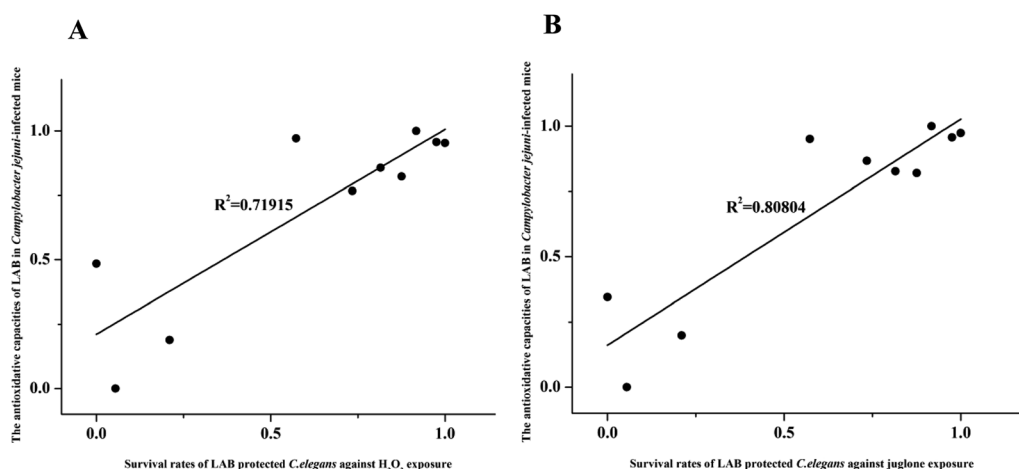 A
The antioxidative capacities of LAB in Campylobacter jejuni-infected mice
1.0
0.5
0.0
R²=0.71915
0.0
0.5
1.0
Survival rates of LAB protected C.elegans against H₂O₂ exposure
B
The antioxidative capacities of LAB in Campylobacter jejuni-infected mice
1.0
0.5
0.0
R²=0.80804
0.0
0.5
1.0
Survival rates of LAB protected C.elegans against juglone exposure